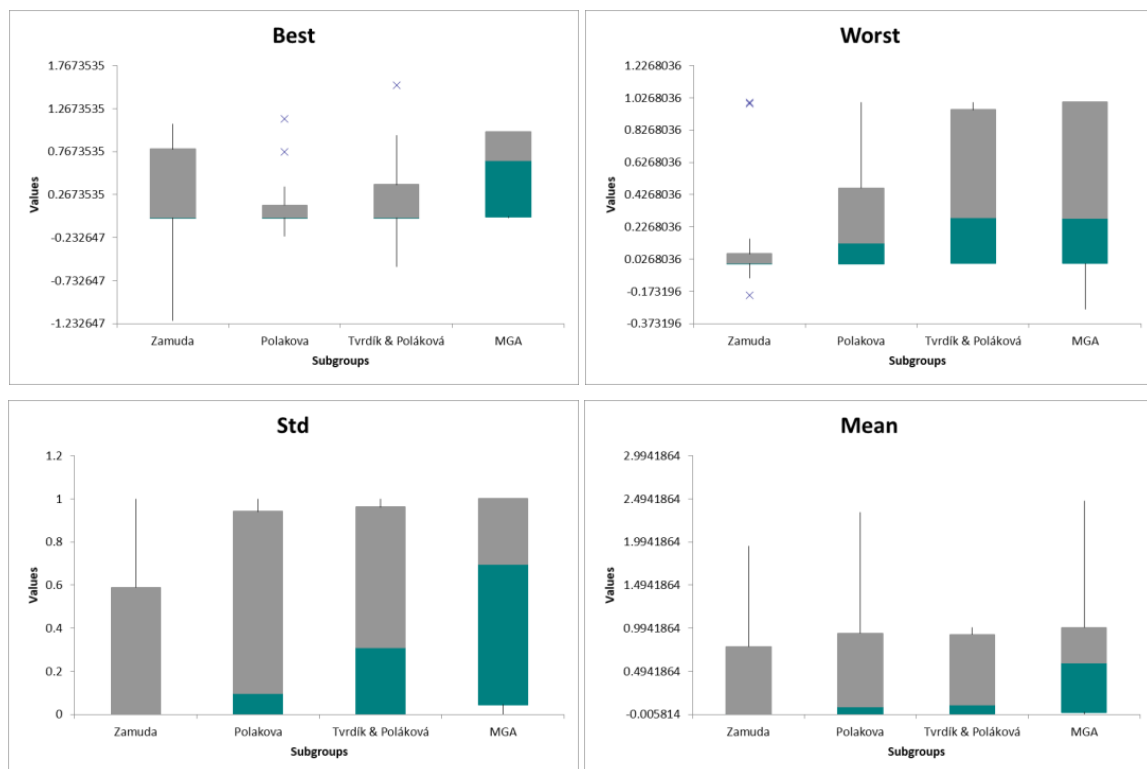 Best
1.7673535
1.2673535
0.7673535
0.2673535
-0.232647
-0.732647
-1.232647
Values
Zamuda Polakova Tvrdík & Poláková MGA
Subgroups
Worst
1.2268036
1.0268036
0.8268036
0.6268036
0.4268036
0.2268036
0.0268036
-0.173196
-0.373196
Values
Zamuda Polakova Tvrdík & Poláková MGA
Subgroups
Std
1.2
1
0.8
0.6
0.4
0.2
0
Values
Zamuda Polakova Tvrdík & Poláková MGA
Subgroups
Mean
2.9941864
2.4941864
1.9941864
1.4941864
0.9941864
0.4941864
-0.005814
Values
Zamuda Polakova Tvrdík & Poláková MGA
Subgroups